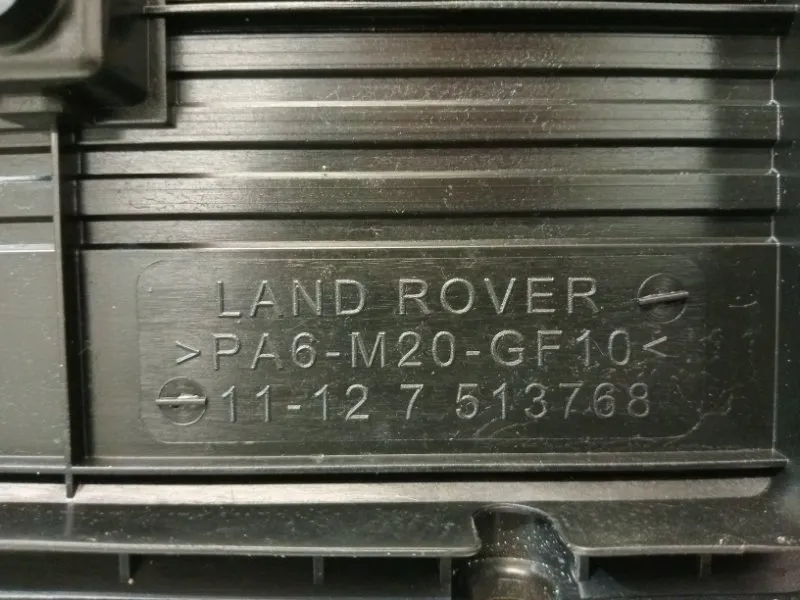 LAND ROVER
>PA6-M20-GF10<
11-12 7 513768